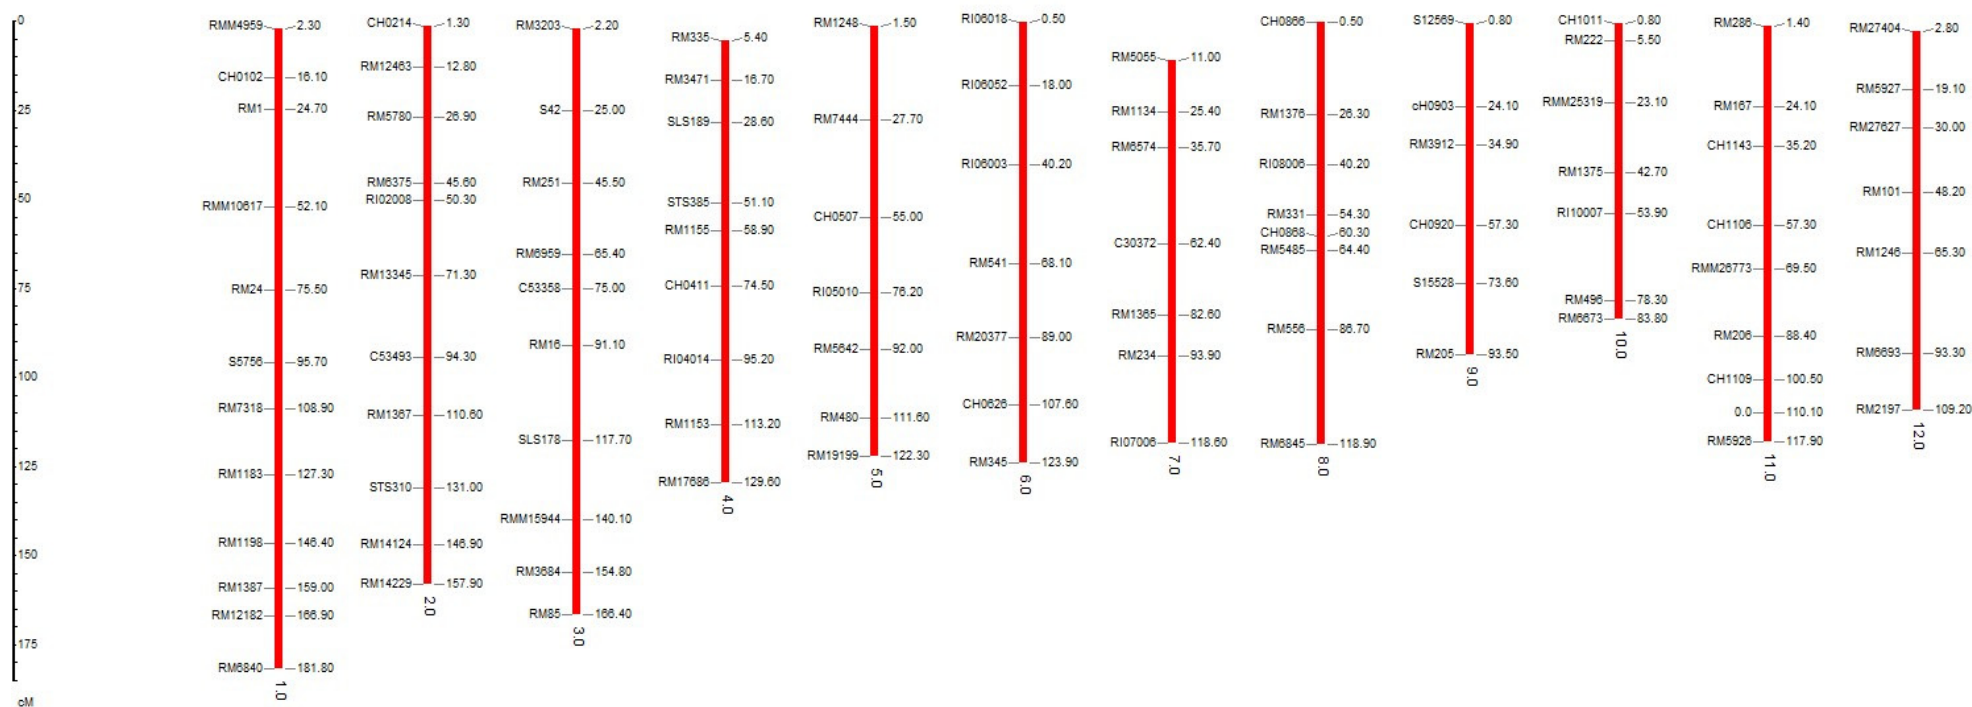 0
25
50
75
100
125
150
175
cM
RMM4959 2.30
CH0102 16.10
RM1 24.70
RMM10617 52.10
RM24 75.50
S5756 95.70
RM7318 108.90
RM1183 127.30
RM1198 146.40
RM1387 159.00
RM12182 166.90
RM6840 181.80
1.0
CH0214 1.30
RM12463 12.80
RM5780 26.90
RM6375 45.60
RI02008 50.30
RM13345 71.30
C53493 94.30
RM1367 110.60
STS310 131.00
RM14124 146.90
RM14229 157.90
2.0
RM3203 2.20
S42 25.00
RM251 45.50
RM6959 65.40
C53358 75.00
RM16 91.10
SLS178 117.70
RMM15944 140.10
RM3684 154.80
RM85 166.40
3.0
RM335 5.40
RM3471 16.70
SLS189 28.60
STS385 51.10
RM1155 58.90
CH0411 74.50
RI04014 95.20
RM1153 113.20
RM17686 129.60
4.0
RM1248 1.50
RM7444 27.70
CH0507 55.00
RI05010 76.20
RM5642 92.00
RM480 111.60
RM19199 122.30
5.0
RI06018 0.50
RI06052 18.00
RI06003 40.20
RM541 68.10
RM20377 89.00
CH0626 107.60
RM345 123.90
6.0
RM5055 11.00
RM1134 25.40
RM6574 35.70
C30372 62.40
RM1365 82.60
RM234 93.90
RI07006 118.60
7.0
CH0866 0.50
RM1376 26.30
RI08006 40.20
RM331 54.30
CH0868 60.30
RM5485 64.40
RM556 86.70
RM6845 118.90
8.0
S12569 0.80
cH0903 24.10
RM3912 34.90
CH0920 57.30
S15528 73.60
RM205 93.50
9.0
CH1011 0.80
RM222 5.50
RMM25319 23.10
RM1375 42.70
RI10007 53.90
RM496 78.30
RM6673 83.80
10.0
RM286 1.40
RM167 24.10
CH1143 35.20
CH1106 57.30
RMM26773 69.50
RM206 88.40
CH1109 100.50
0.0 110.10
RM5926 117.90
11.0
RM27404 2.80
RM5927 19.10
RM27627 30.00
RM101 48.20
RM1246 65.30
RM6693 93.30
RM2197 109.20
12.0